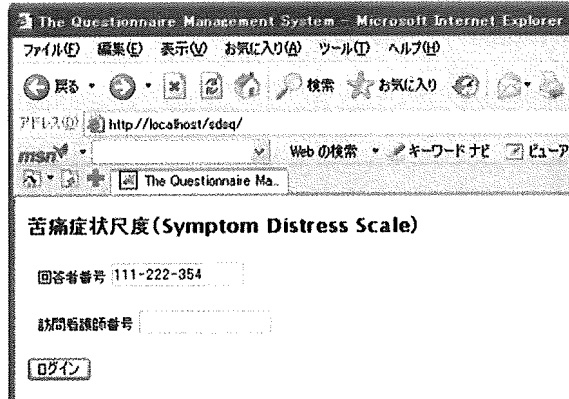 The Questionnaire Management System - Microsoft Internet Explorer
ファイル(F) 編集(E) 表示(V) お気に入り(A) ツール(T) ヘルプ(H)
戻る 検索 お気に入り
アドレス(D) http://localhost/sdsq/
msn Webの検索 キーワード ナビ ビューア
The Questionnaire Ma..
苦痛症状尺度(Symptom Distress Scale)
回答者番号 111-222-354
訪問看護師番号
ログイン